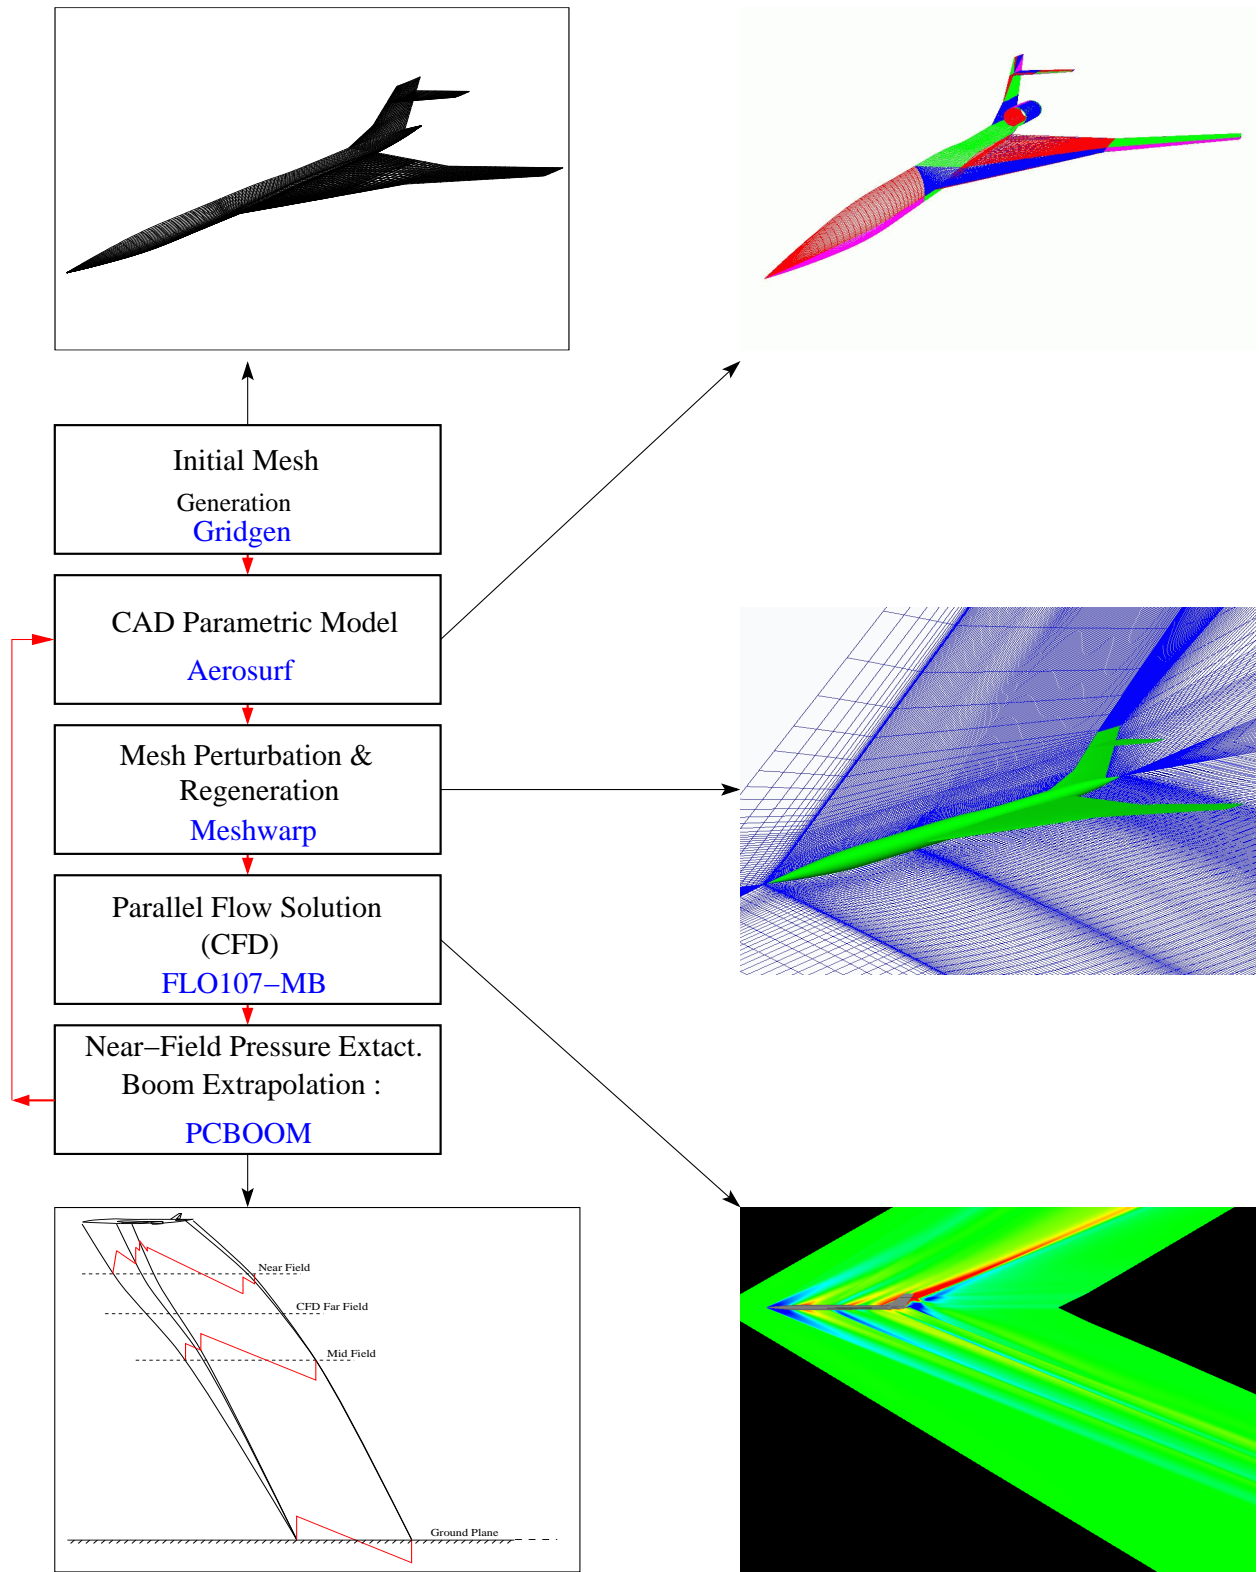 Initial Mesh
Generation
Gridgen
CAD Parametric Model
Aerosurf
Mesh Perturbation &
Regeneration
Meshwarp
Parallel Flow Solution
(CFD)
FLO107−MB
Near−Field Pressure Extact.
Boom Extrapolation :
PCBOOM
Near Field
CFD Far Field
Mid Field
Ground Plane